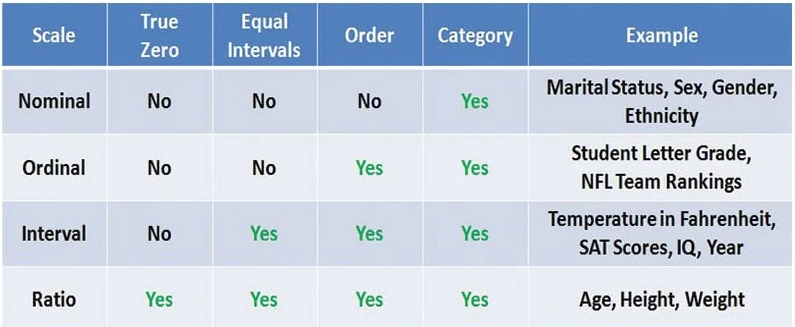 Scale True Zero Equal Intervals Order Category Example
Nominal No No No Yes Marital Status, Sex, Gender, Ethnicity
Ordinal No No Yes Yes Student Letter Grade, NFL Team Rankings
Interval No Yes Yes Yes Temperature in Fahrenheit, SAT Scores, IQ, Year
Ratio Yes Yes Yes Yes Age, Height, Weight